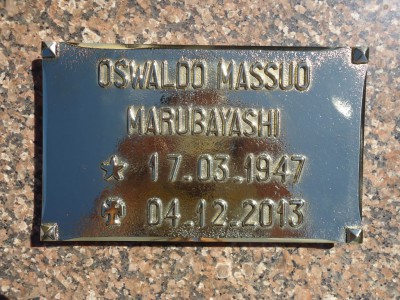 OSWALDO MASSUO
MARUBAYASHI
☆ 17.03.1947
✞ 04.12.2013